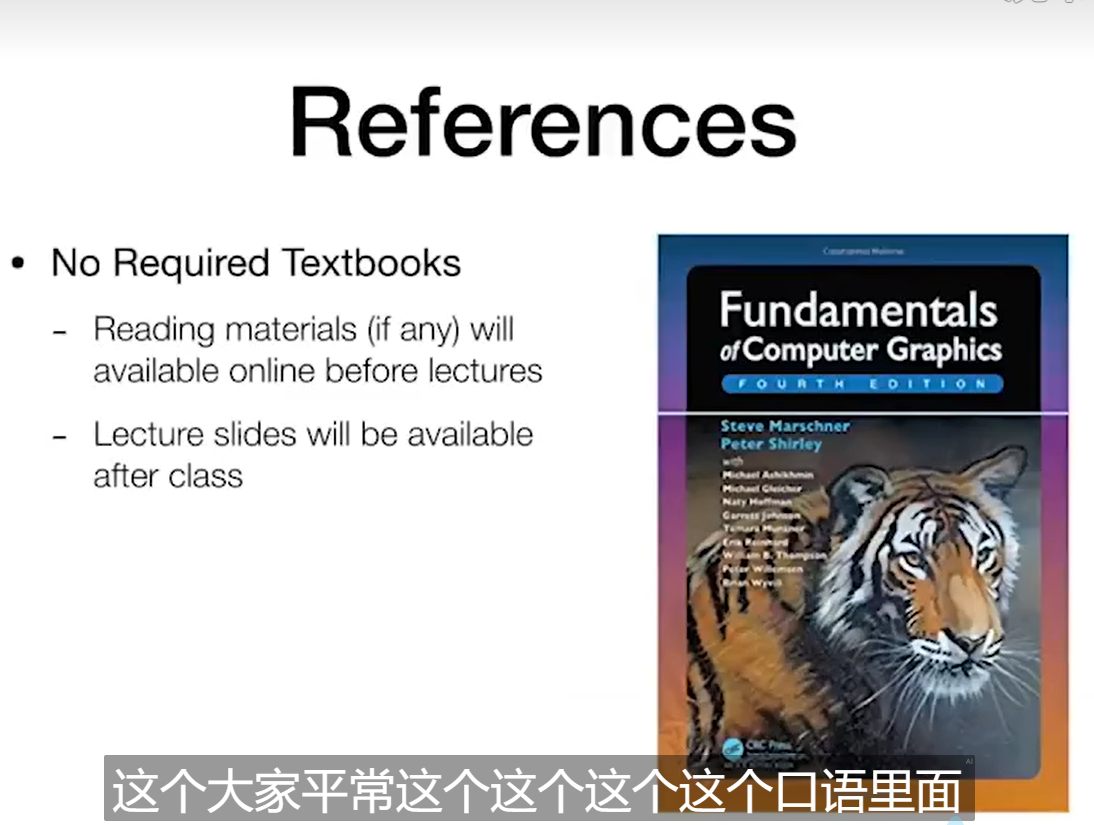 References
• No Required Textbooks
– Reading materials (if any) will
available online before lectures
– Lecture slides will be available
after class
Fundamentals
of Computer Graphics
FOURTH EDITION
Steve Marschner
Peter Shirley
with
Michael Ashikhmin
Michael Gleicher
Naty Hoffman
Garrett Johnson
Tamara Munzner
Erik Reinhard
William B. Thompson
Peter Willemsen
Brian Wyvill
CRC Press
这个大家平常这个这个这个这个口语里面